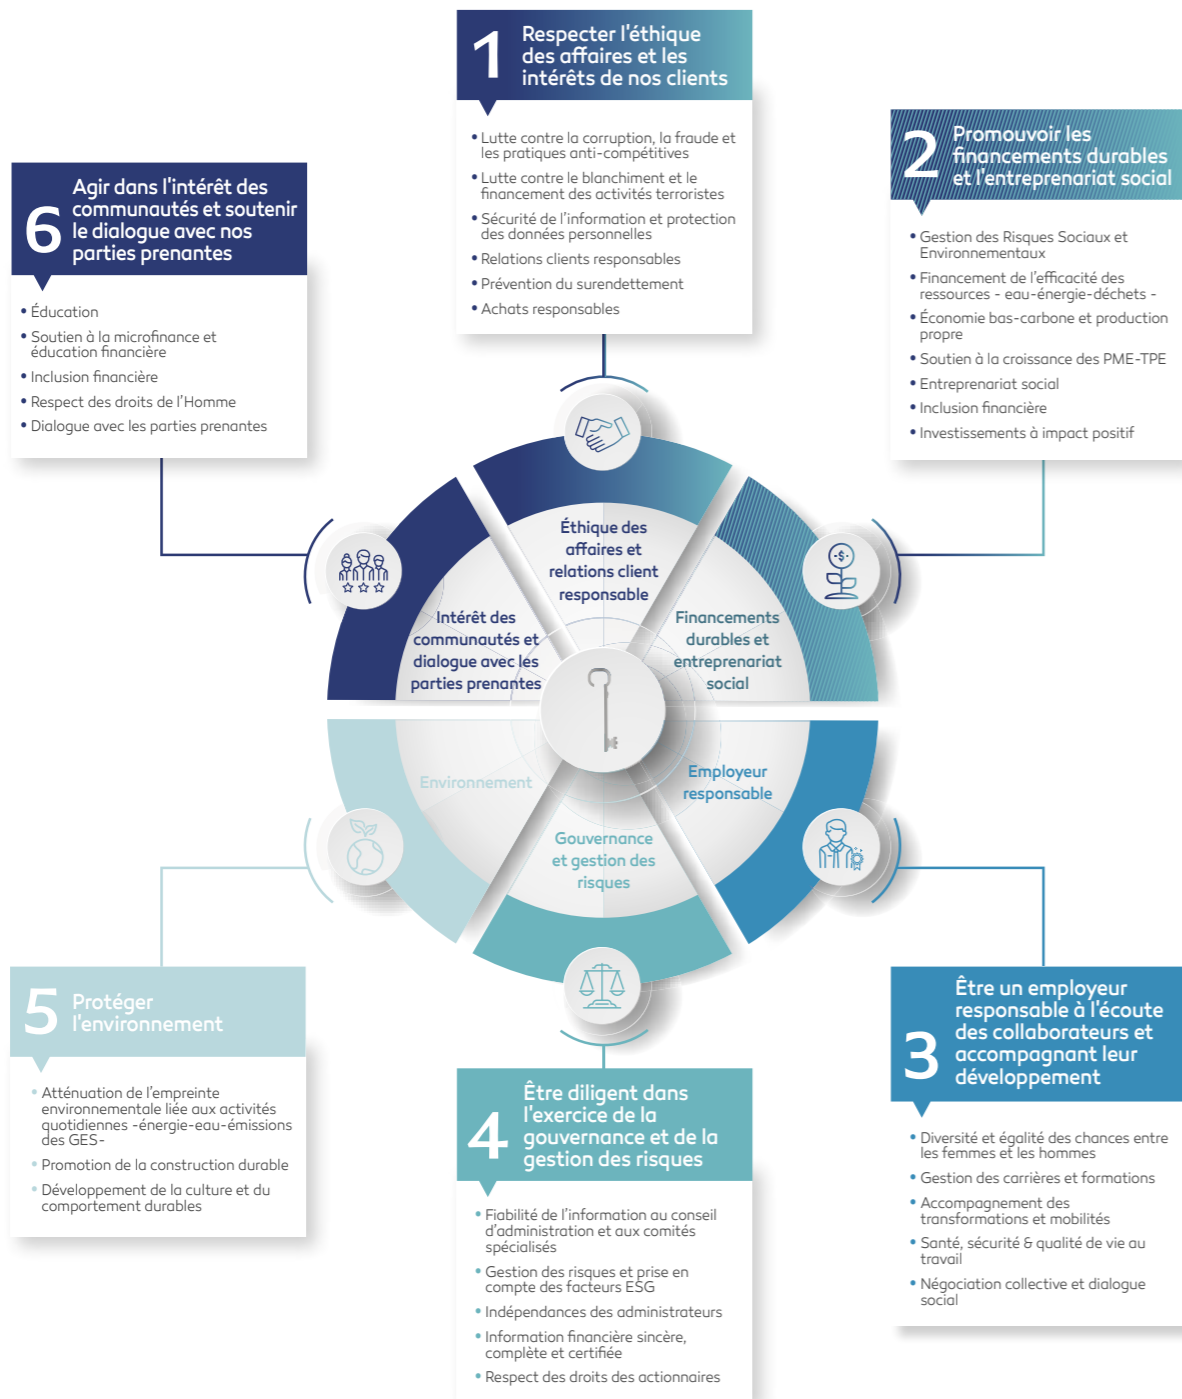 1
Respecter l'éthique
des affaires et les
intérêts de nos clients
• Lutte contre la corruption, la fraude et
les pratiques anti-compétitives
• Lutte contre le blanchiment et le
financement des activités terroristes
• Sécurité de l'information et protection
des données personnelles
• Relations clients responsables
• Prévention du surendettement
• Achats responsables
2
Promouvoir les
financements durables
et l'entreprenariat social
• Gestion des Risques Sociaux et
Environnementaux
• Financement de l'efficacité des
ressources - eau-énergie-déchets -
• Économie bas-carbone et production
propre
• Soutien à la croissance des PME-TPE
• Entreprenariat social
• Inclusion financière
• Investissements à impact positif
6
Agir dans l'intérêt des
communautés et soutenir
le dialogue avec nos
parties prenantes
• Éducation
• Soutien à la microfinance et
éducation financière
• Inclusion financière
• Respect des droits de l'Homme
• Dialogue avec les parties prenantes
Éthique des
affaires et
relations client
responsable
Intérêt des
communautés et
dialogue avec les
parties prenantes
Financements
durables et
entreprenariat
social
-$-
Environnement
Employeur
responsable
Gouvernance
et gestion des
risques
5
Protéger
l'environnement
• Atténuation de l'empreinte
environnementale liée aux activités
quotidiennes -énergie-eau-émissions
des GES-
• Promotion de la construction durable
• Développement de la culture et du
comportement durables
4
Être diligent dans
l'exercice de la
gouvernance et de la
gestion des risques
• Fiabilité de l'information au conseil
d'administration et aux comités
spécialisés
• Gestion des risques et prise en
compte des facteurs ESG
• Indépendances des administrateurs
• Information financière sincère,
complète et certifiée
• Respect des droits des actionnaires
3
Être un employeur
responsable à l'écoute
des collaborateurs et
accompagnant leur
développement
• Diversité et égalité des chances entre
les femmes et les hommes
• Gestion des carrières et formations
• Accompagnement des
transformations et mobilités
• Santé, sécurité & qualité de vie au
travail
• Négociation collective et dialogue
social